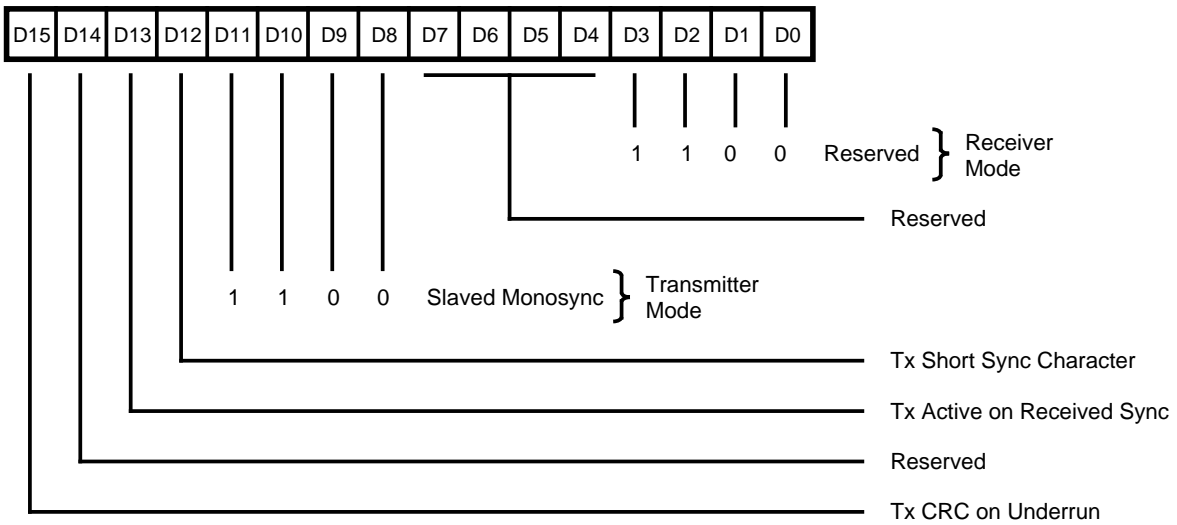 D15 D14 D13 D12 D11 D10 D9 D8 D7 D6 D5 D4 D3 D2 D1 D0
1 1 0 0 Reserved } Receiver
Mode
Reserved
1 1 0 0 Slaved Monosync } Transmitter
Mode
Tx Short Sync Character
Tx Active on Received Sync
Reserved
Tx CRC on Underrun